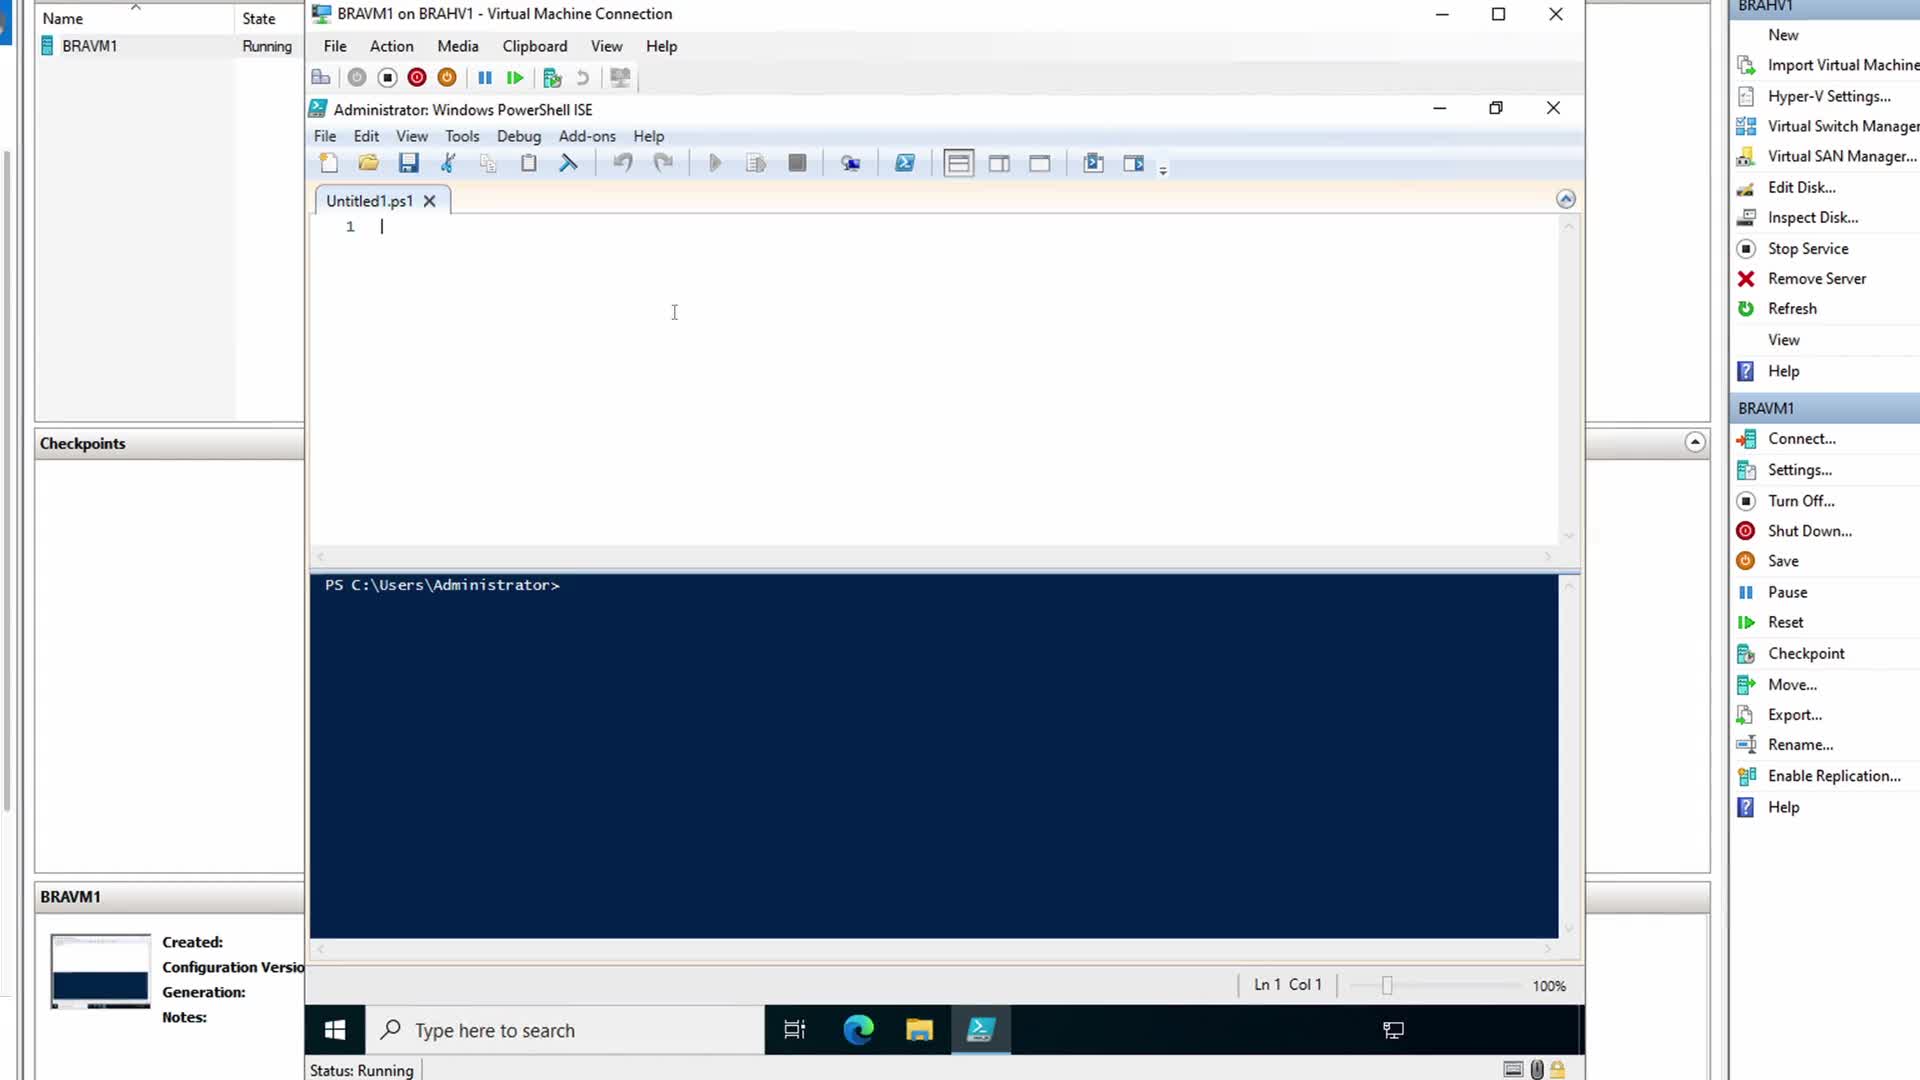 Name State
BRAVM1 Running
Checkpoints
BRAVM1
Created:
Configuration Versio
Generation:
Notes:
BRAVM1 on BRAHV1 - Virtual Machine Connection
File Action Media Clipboard View Help
Administrator: Windows PowerShell ISE
File Edit View Tools Debug Add-ons Help
Untitled1.ps1
1
PS C:\Users\Administrator>
Ln 1 Col 1 100%
Type here to search
Status: Running
BRAHV1
New
Import Virtual Machine
Hyper-V Settings...
Virtual Switch Manager
Virtual SAN Manager...
Edit Disk...
Inspect Disk...
Stop Service
Remove Server
Refresh
View
Help
BRAVM1
Connect...
Settings...
Turn Off...
Shut Down...
Save
Pause
Reset
Checkpoint
Move...
Export...
Rename...
Enable Replication...
Help